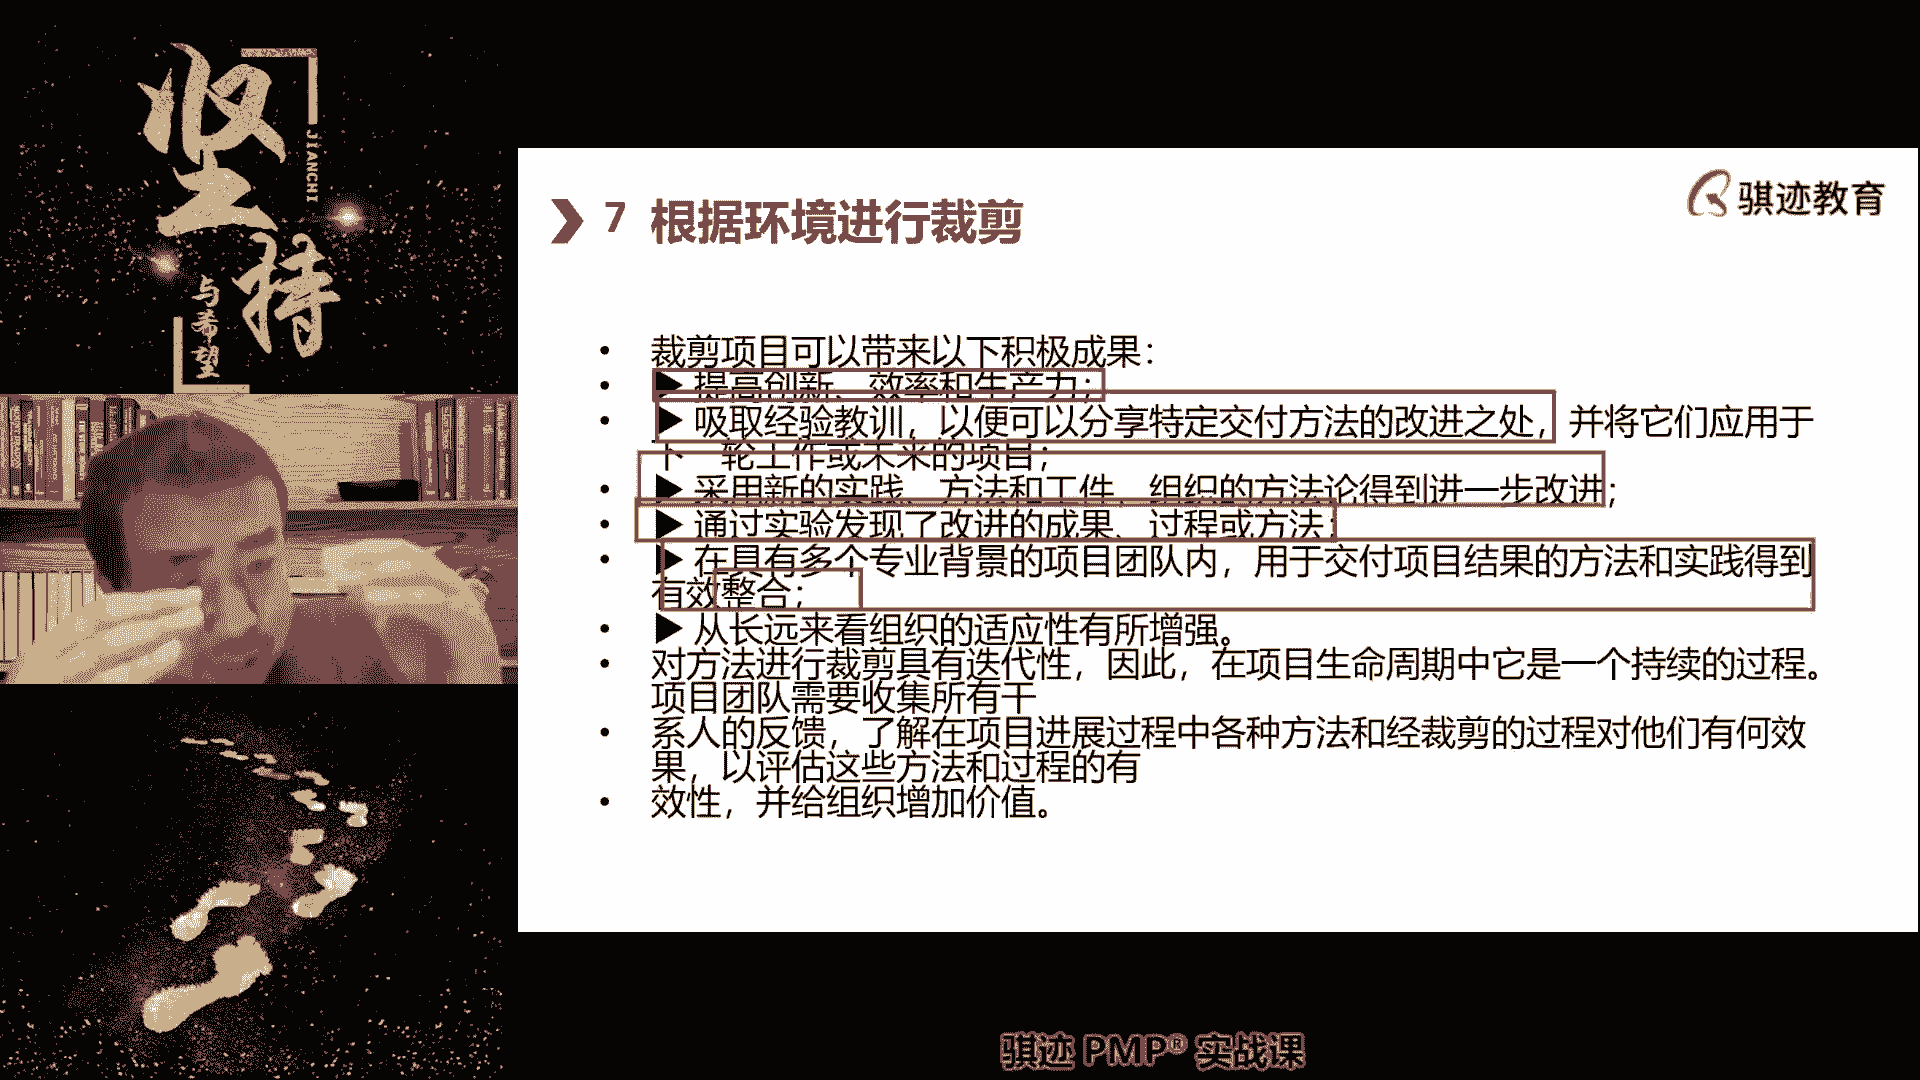 坚持
JIANCHI
与希望
骐迹教育
7 根据环境进行裁剪
• 裁剪项目可以带来以下积极成果：
• ▶ 提高创新、效率和生产力；
• ▶ 吸取经验教训，以便可以分享特定交付方法的改进之处，并将它们应用于
下一轮工作或未来的项目；
• ▶ 采用新的实践、方法和工件，组织的方法论得到进一步改进；
• ▶ 通过实验发现了改进的成果、过程或方法；
• ▶ 在具有多个专业背景的项目团队内，用于交付项目结果的方法和实践得到
有效整合；
• ▶ 从长远来看组织的适应性有所增强。
• 对方法进行裁剪具有迭代性，因此，在项目生命周期中它是一个持续的过程。
项目团队需要收集所有干
• 系人的反馈，了解在项目进展过程中各种方法和经裁剪的过程对他们有何效
果，以评估这些方法和过程的有
• 效性，并给组织增加价值。
骐迹 PMP® 实战课